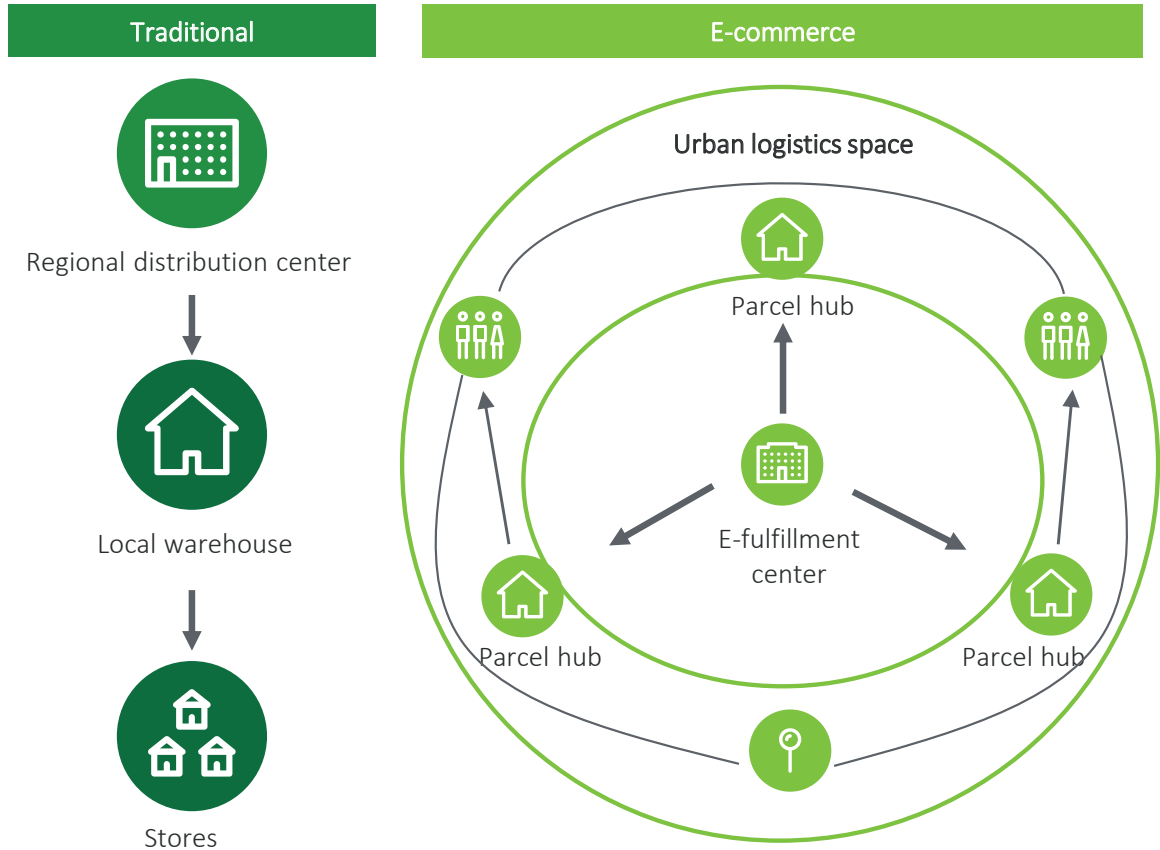 Traditional
E-commerce
Regional distribution center
Local warehouse
Stores
Urban logistics space
Parcel hub
E-fulfillment
center
Parcel hub
Parcel hub